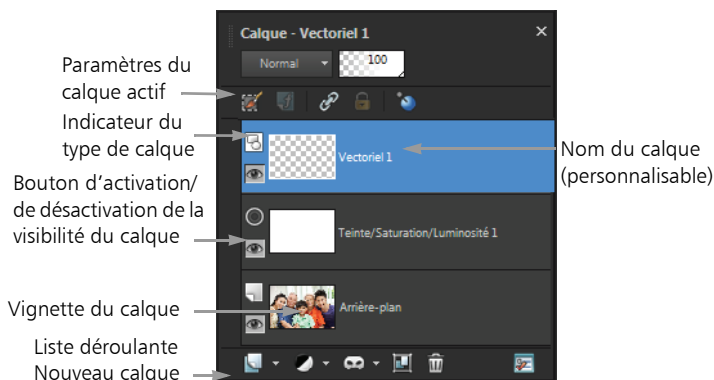 Calque - Vectoriel 1
Normal
100
Paramètres du
calque actif
Indicateur du
type de calque
Vectoriel 1
Nom du calque
(personnalisable)
Bouton d'activation/
de désactivation de la
visibilité du calque
Teinte/Saturation/Luminosité 1
Vignette du calque
Arrière-plan
Liste déroulante
Nouveau calque